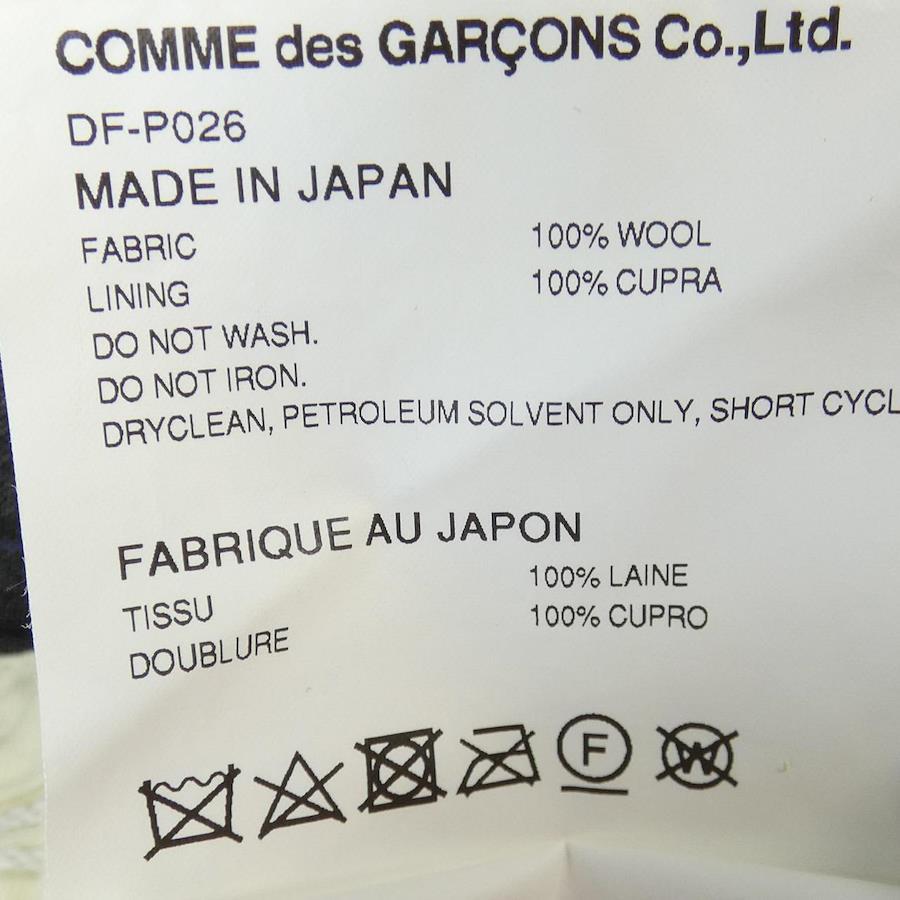 COMME des GARÇONS Co.,Ltd.
DF-P026
MADE IN JAPAN
FABRIC 100% WOOL
LINING 100% CUPRA
DO NOT WASH.
DO NOT IRON.
DRYCLEAN, PETROLEUM SOLVENT ONLY, SHORT CYCL
FABRIQUE AU JAPON
TISSU 100% LAINE
DOUBLURE 100% CUPRO
F W